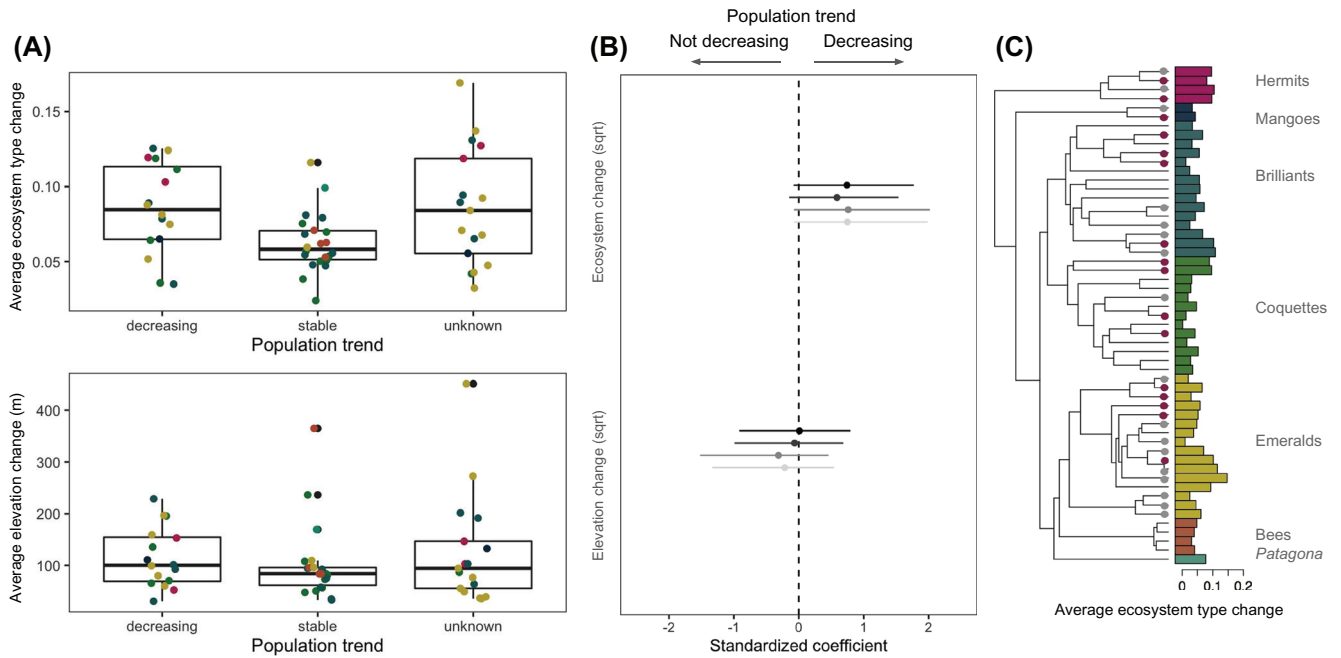 (A)
Average ecosystem type change
0.15
0.10
0.05
decreasing
stable
unknown
Population trend
Average elevation change (m)
400
300
200
100
decreasing
stable
unknown
Population trend
(B)
Population trend
Not decreasing
Decreasing
Ecosystem change (sqrt)
Elevation change (sqrt)
-2
-1
0
1
2
Standardized coefficient
(C)
Hermits
Mangoes
Brilliants
Coquettes
Emeralds
Bees
Patagona
0
0.1
0.2
Average ecosystem type change